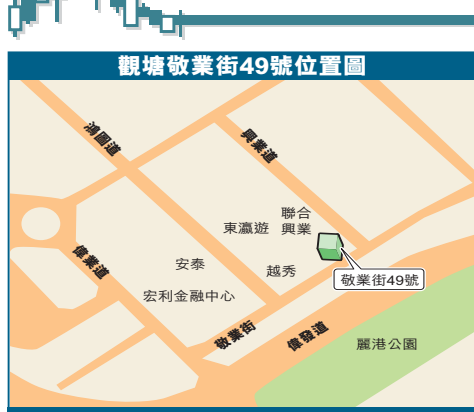 觀塘敬業街49號位置圖
鴻圖道
興業道
聯合
興業
東瀛遊
偉業道
安泰
越秀
敬業街49號
宏利金融中心
敬業街
偉發道
麗港公園